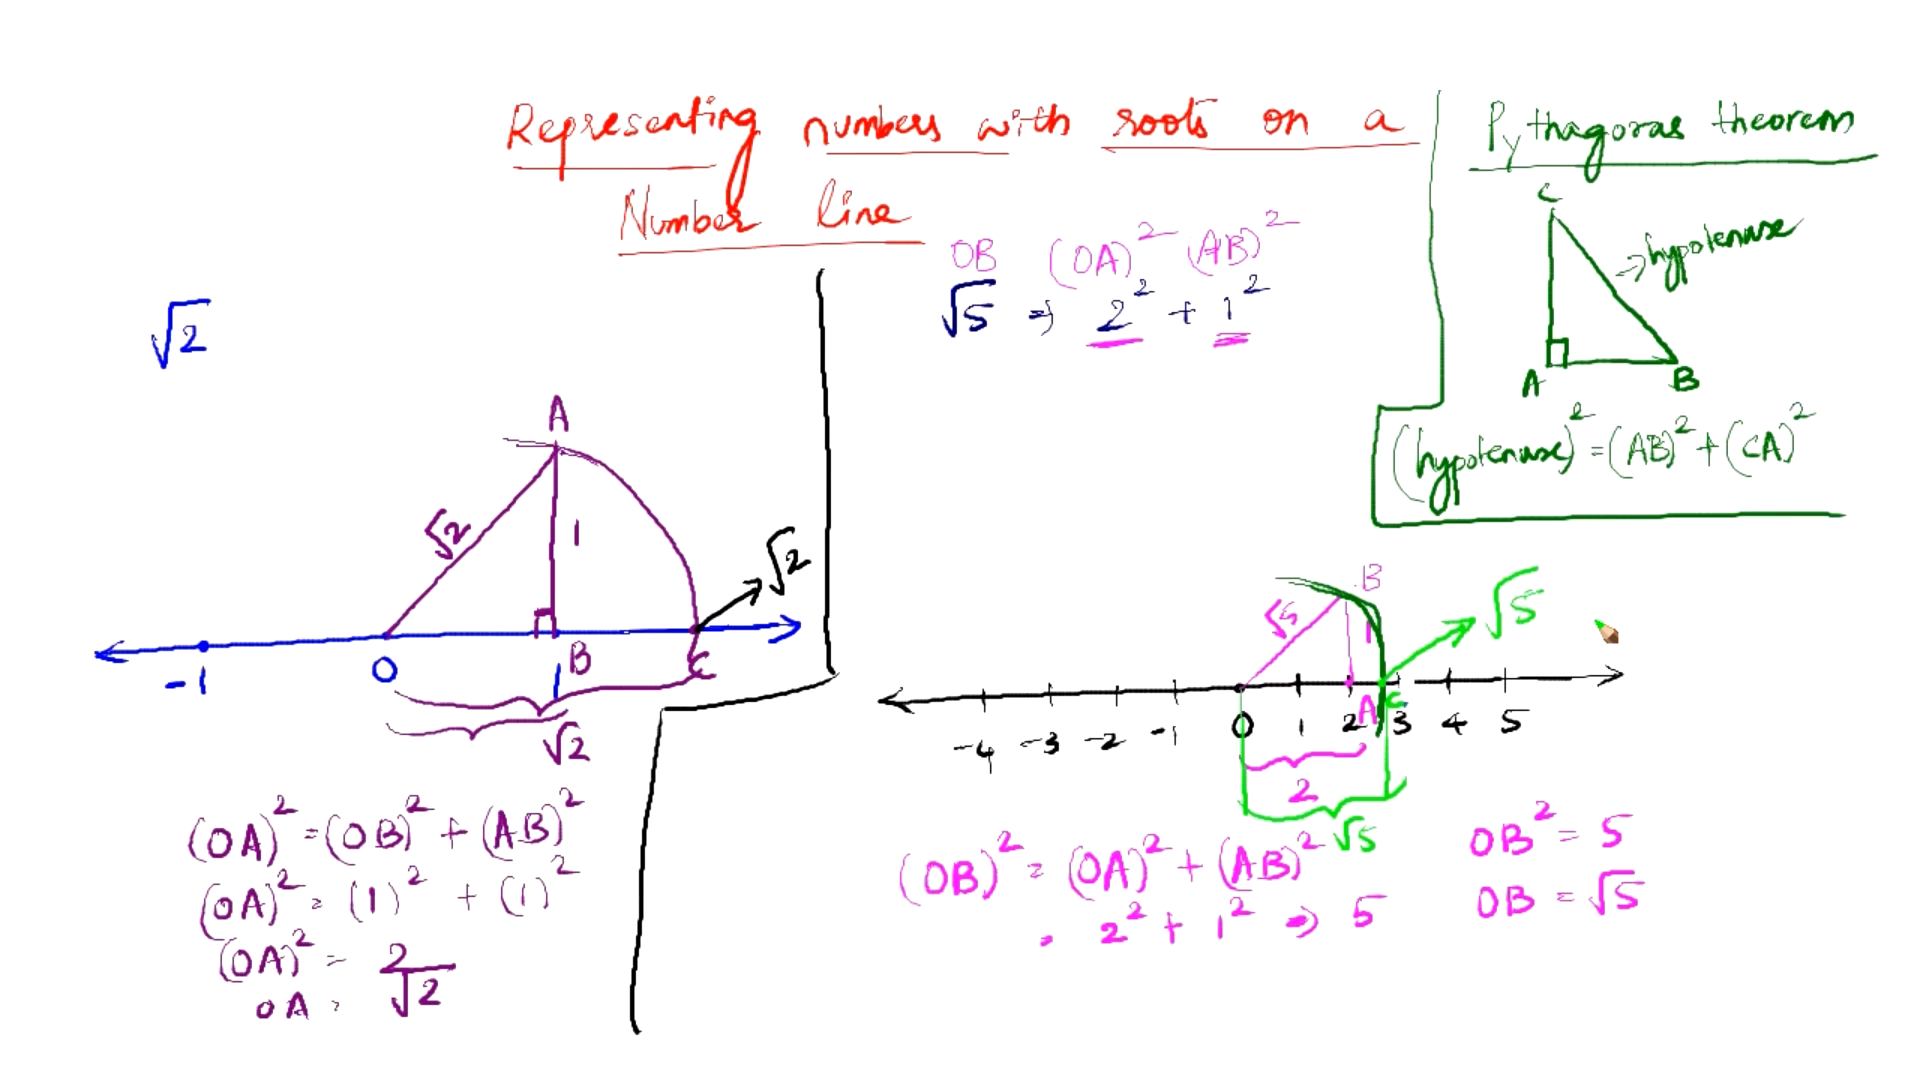 Representing numbers with roots on a
Number line
√2
A
√2
1
√2
-1
0
B
C
1
√2
(OA)² = (OB)² + (AB)²
(OA)² = (1)² + (1)²
(OA)² = 2
OA = √2
OB (OA)² (AB)²
√5 ⇒ 2² + 1²
Pythagoras theorem
C
→ hypotenuse
A B
(hypotenuse)² = (AB)² + (CA)²
B
√5
1
√5
A C
-4 -3 -2 -1 0 1 2 3 4 5
2
√5
(OB)² = (OA)² + (AB)²
= 2² + 1² ⇒ 5
OB² = 5
OB = √5